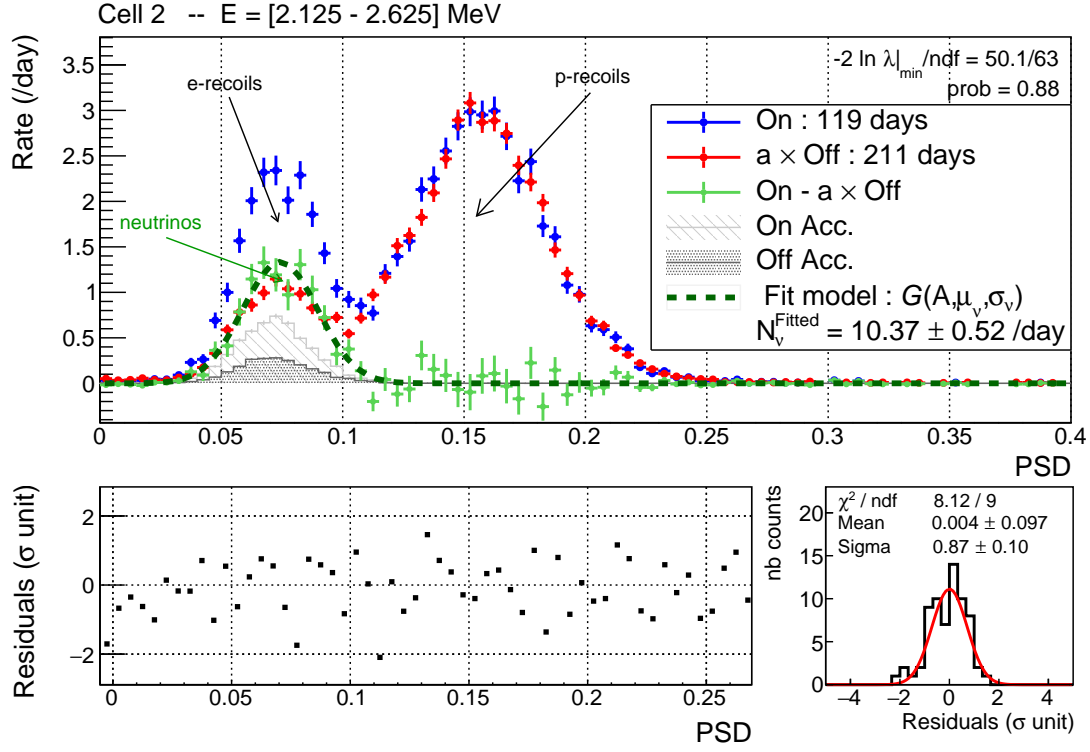 Cell 2 -- E = [2.125 - 2.625] MeV
Rate (/day)
3.5
3
2.5
2
1.5
1
0.5
0
e-recoils
p-recoils
neutrinos
-2 ln λ|min/ndf = 50.1/63
prob = 0.88
On : 119 days
a × Off : 211 days
On - a × Off
On Acc.
Off Acc.
Fit model : G(A,μν,σν)
NνFitted = 10.37 ± 0.52 /day
0 0.05 0.1 0.15 0.2 0.25 0.3 0.35 0.4
PSD
Residuals (σ unit)
2
0
−2
0 0.05 0.1 0.15 0.2 0.25
PSD
nb counts
20
15
10
5
0
χ2 / ndf 8.12 / 9
Mean 0.004 ± 0.097
Sigma 0.87 ± 0.10
−4 −2 0 2 4
Residuals (σ unit)